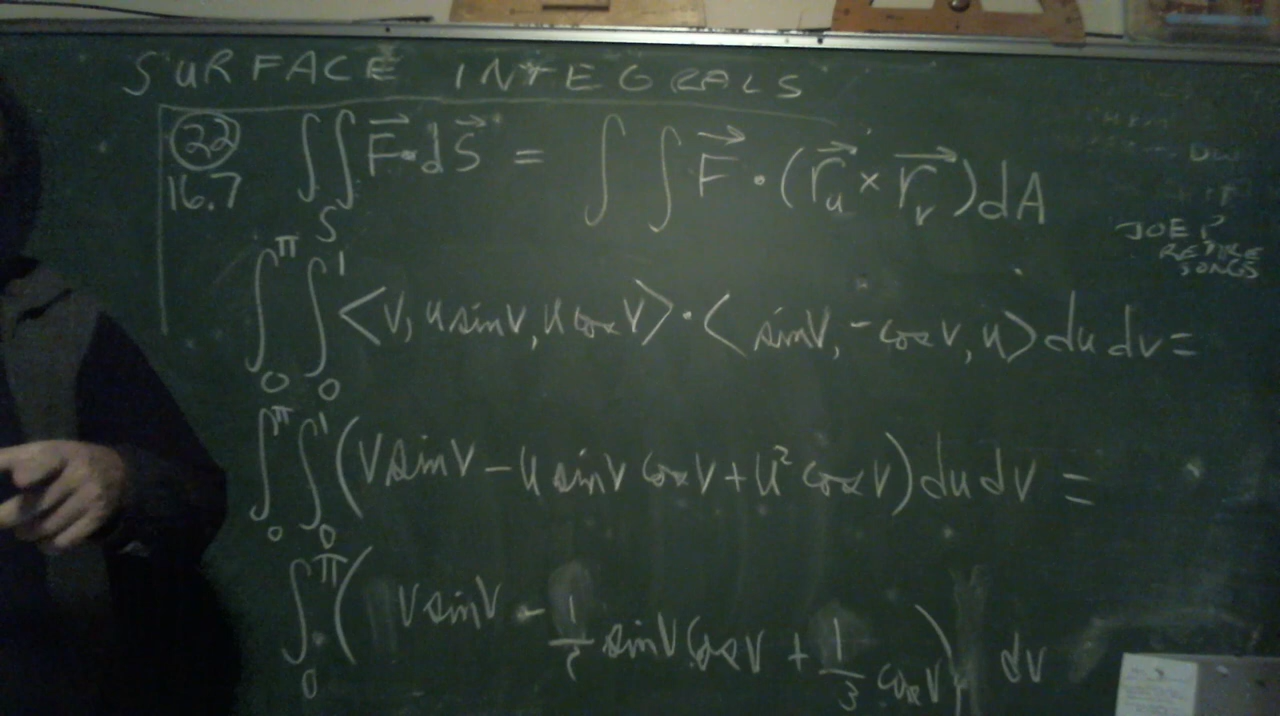 SURFACE INTEGRALS
22 ∬_S F⃗·dS⃗ = ∫∫ F⃗ · (r⃗_u × r⃗_v) dA
16.7
JOE P
SONGS
∫_0^π ∫_0^1 <v, u sin v, u cos v> · <sin v, -cos v, u> du dv =
∫_0^π ∫_0^1 (v sin v - u sin v cos v + u² cos v) du dv =
∫_0^π ( v sin v - 1/2 sin v cos v + 1/3 cos v ) dv